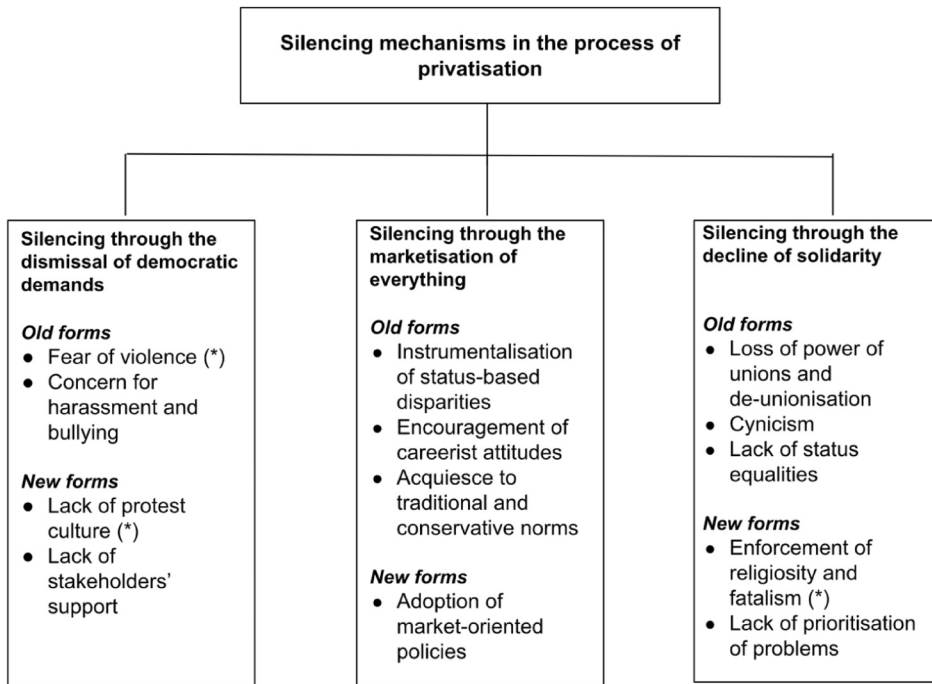 Silencing mechanisms in the process of
privatisation
Silencing through the
dismissal of democratic
demands
Old forms
● Fear of violence (*)
● Concern for
harassment and
bullying
New forms
● Lack of protest
culture (*)
● Lack of
stakeholders’
support
Silencing through the
marketisation of
everything
Old forms
● Instrumentalisation
of status-based
disparities
● Encouragement of
careerist attitudes
● Acquiesce to
traditional and
conservative norms
New forms
● Adoption of
market-oriented
policies
Silencing through the
decline of solidarity
Old forms
● Loss of power of
unions and
de-unionisation
● Cynicism
● Lack of status
equalities
New forms
● Enforcement of
religiosity and
fatalism (*)
● Lack of prioritisation
of problems